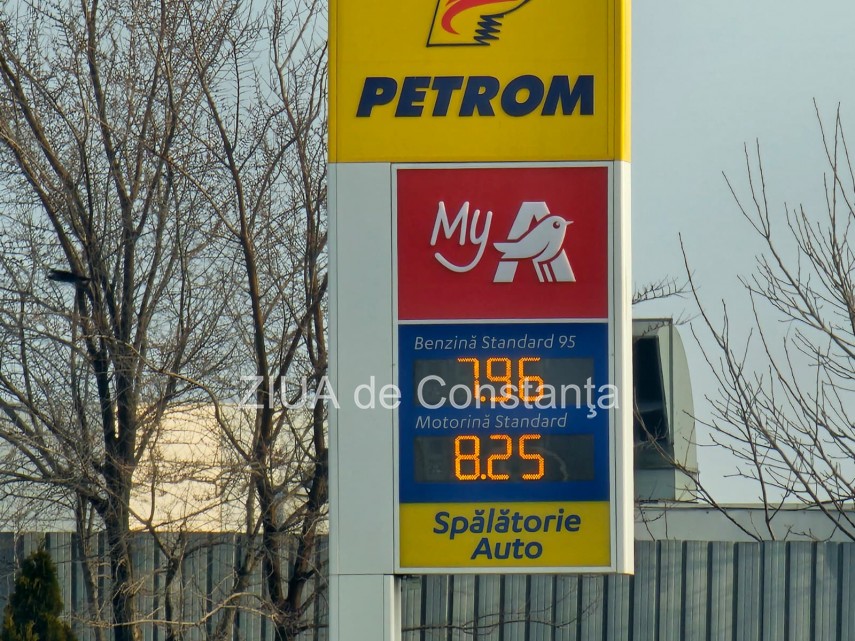 PETROM
My A
Benzină Standard 95
7.96
ZIUA de Constanţa
Motorină Standard
8.25
Spălătorie
Auto